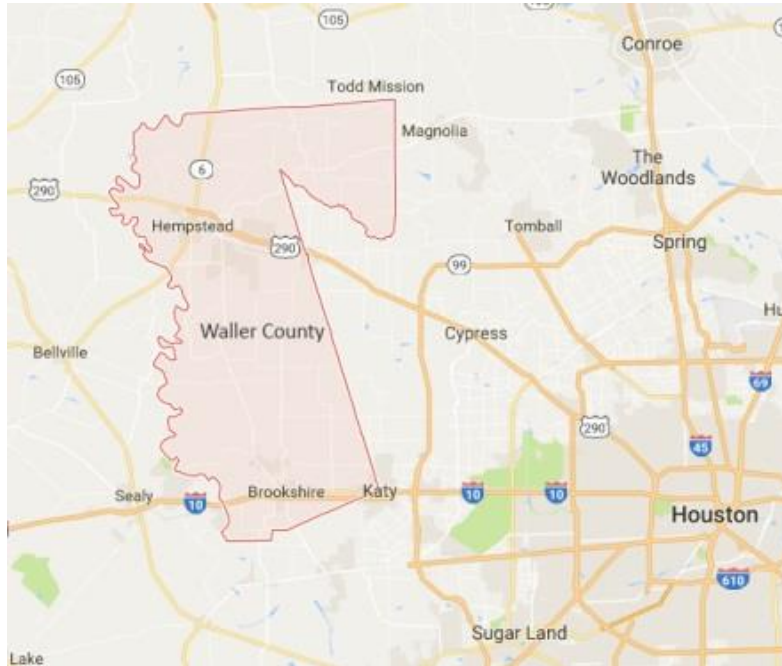 105
Conroe
Todd Mission
105
105
Magnolia
6
The
Woodlands
290
Hempstead
Tomball
290
Spring
99
Waller County
Cypress
Hu
Bellville
69
290
45
Sealy
10
Brookshire
Katy
10
10
Houston
610
Sugar Land
Lake